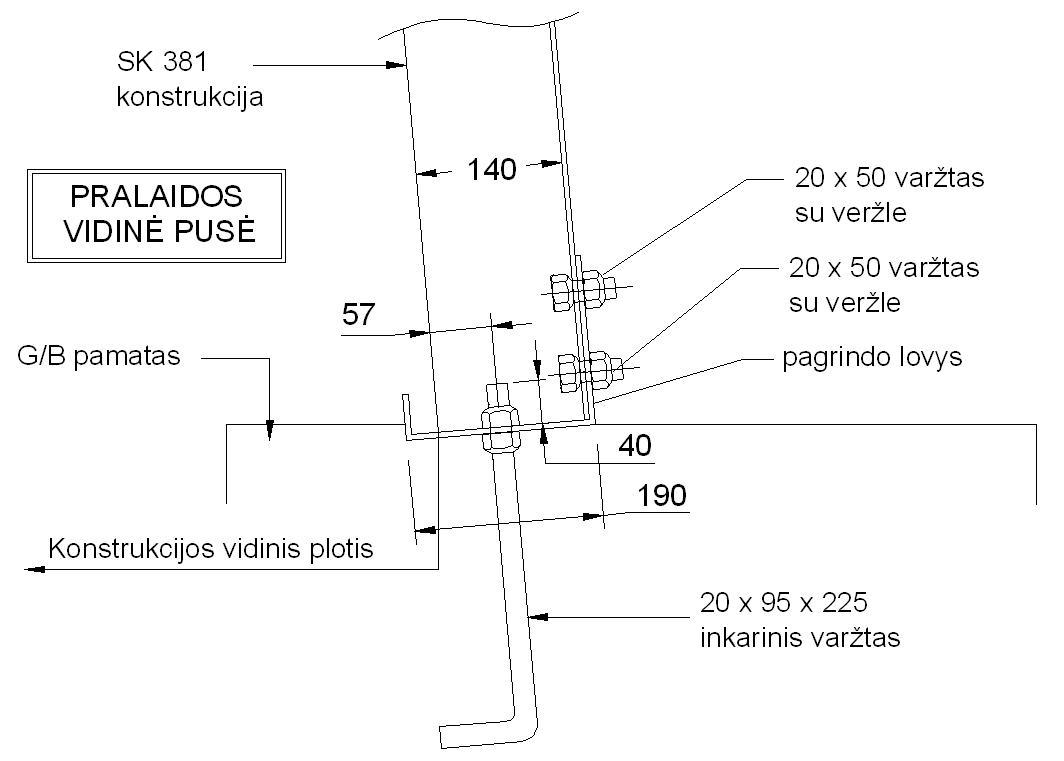 SK 381
konstrukcija
140
PRALAIDOS
VIDINĖ PUSĖ
20 x 50 varžtas
su veržle
20 x 50 varžtas
su veržle
57
G/B pamatas
pagrindo lovys
40
190
Konstrukcijos vidinis plotis
20 x 95 x 225
inkarinis varžtas